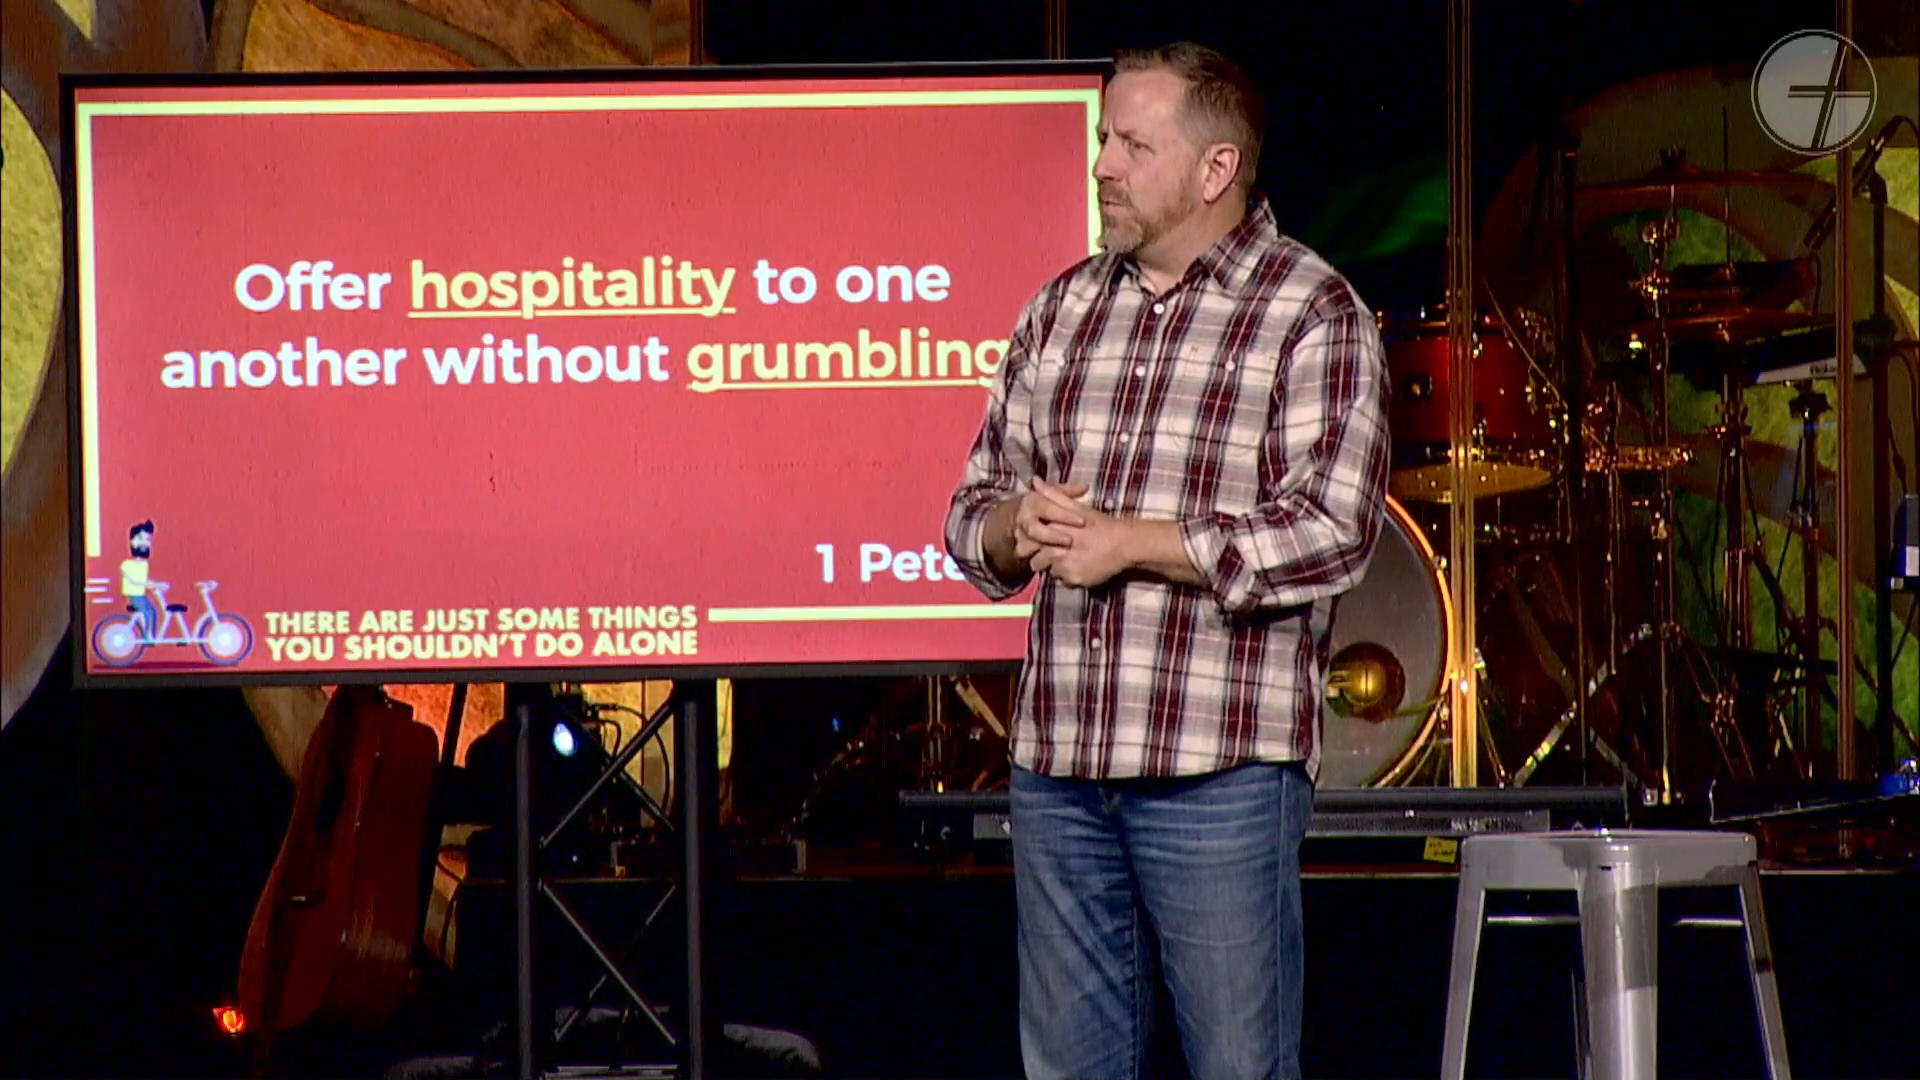 Offer hospitality to one
another without grumbling
1 Pete
THERE ARE JUST SOME THINGS
YOU SHOULDN'T DO ALONE